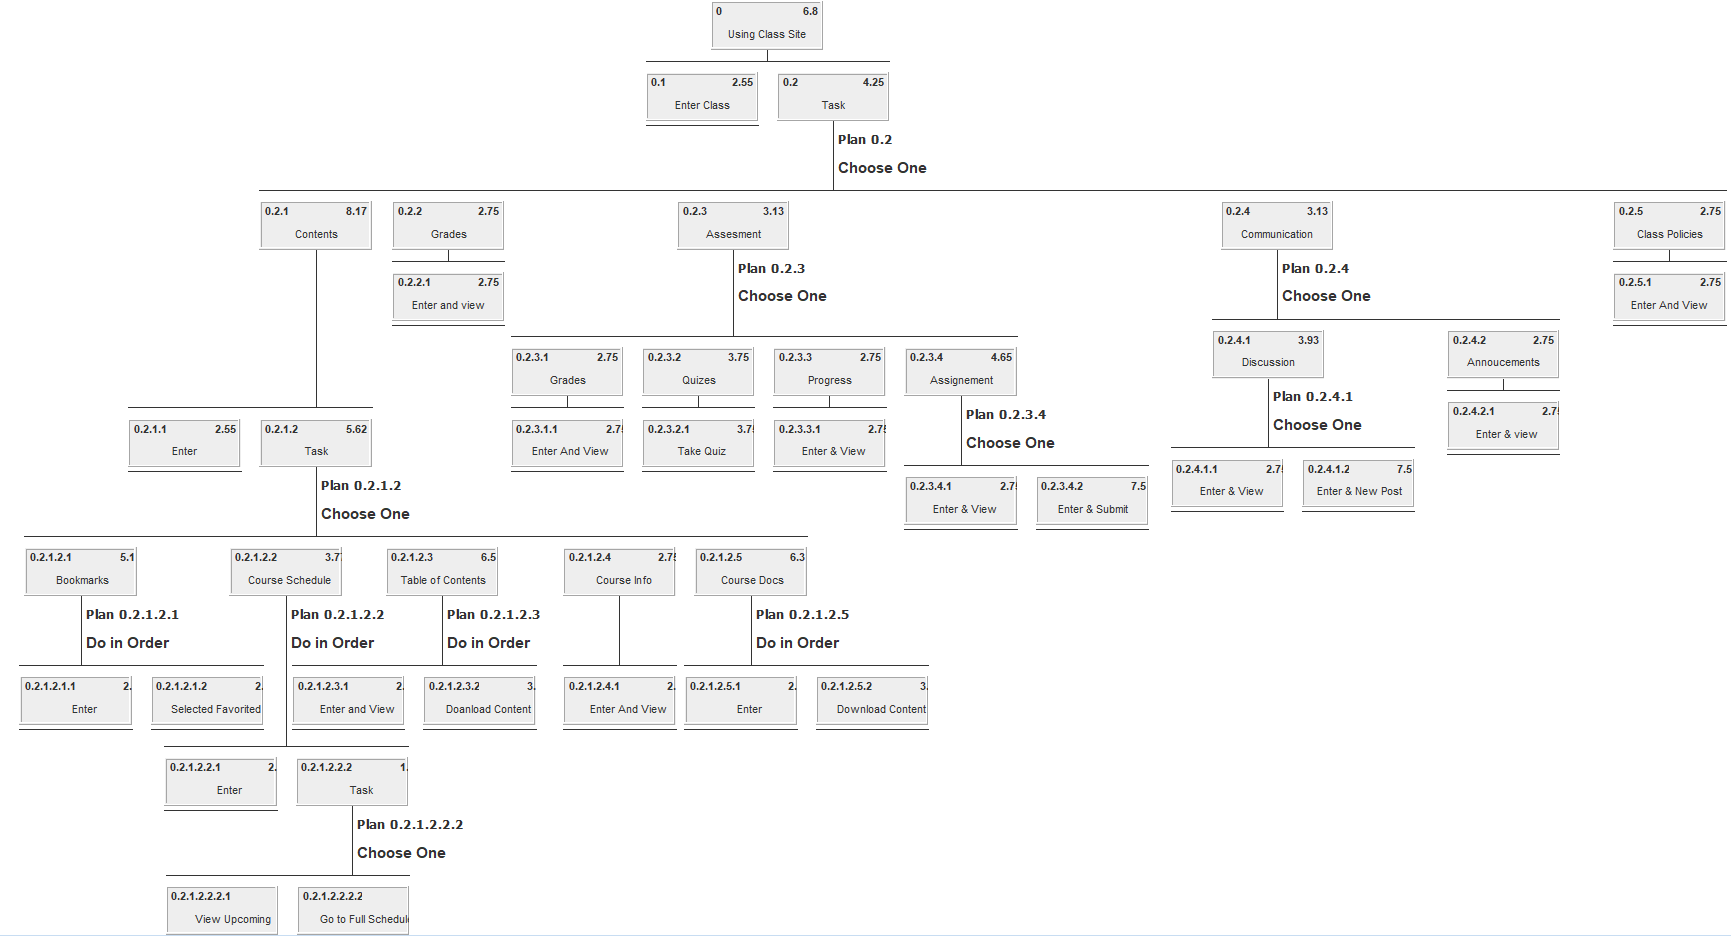 0 6.8
Using Class Site
0.1 2.55
Enter Class
0.2 4.25
Task
Plan 0.2
Choose One
0.2.1 8.17
Contents
0.2.2 2.75
Grades
0.2.3 3.13
Assesment
0.2.4 3.13
Communication
0.2.5 2.75
Class Policies
0.2.2.1 2.75
Enter and view
Plan 0.2.3
Choose One
Plan 0.2.4
Choose One
0.2.5.1 2.75
Enter And View
0.2.3.1 2.75
Grades
0.2.3.2 3.75
Quizes
0.2.3.3 2.75
Progress
0.2.3.4 4.65
Assignement
0.2.4.1 3.93
Discussion
0.2.4.2 2.75
Annoucements
0.2.1.1 2.55
Enter
0.2.1.2 5.62
Task
0.2.3.1.1 2.7
Enter And View
0.2.3.2.1 3.7
Take Quiz
0.2.3.3.1 2.7
Enter & View
Plan 0.2.3.4
Choose One
Plan 0.2.4.1
Choose One
0.2.4.2.1 2.7
Enter & view
0.2.3.4.1 2.7
Enter & View
0.2.3.4.2 7.5
Enter & Submit
0.2.4.1.1 2.7
Enter & View
0.2.4.1.2 7.5
Enter & New Post
Plan 0.2.1.2
Choose One
0.2.1.2.1 5.1
Bookmarks
0.2.1.2.2 3.7
Course Schedule
0.2.1.2.3 6.5
Table of Contents
0.2.1.2.4 2.7
Course Info
0.2.1.2.5 6.3
Course Docs
Plan 0.2.1.2.1
Do in Order
Plan 0.2.1.2.2
Do in Order
Plan 0.2.1.2.3
Do in Order
Plan 0.2.1.2.5
Do in Order
0.2.1.2.1.1 2.
Enter
0.2.1.2.1.2 2
Selected Favorited
0.2.1.2.3.1 2.
Enter and View
0.2.1.2.3.2 3.
Doanload Content
0.2.1.2.4.1 2.
Enter And View
0.2.1.2.5.1 2.
Enter
0.2.1.2.5.2 3.
Download Content
0.2.1.2.2.1 2.
Enter
0.2.1.2.2.2 1.
Task
Plan 0.2.1.2.2.2
Choose One
0.2.1.2.2.2.1
View Upcoming
0.2.1.2.2.2.2
Go to Full Schedul